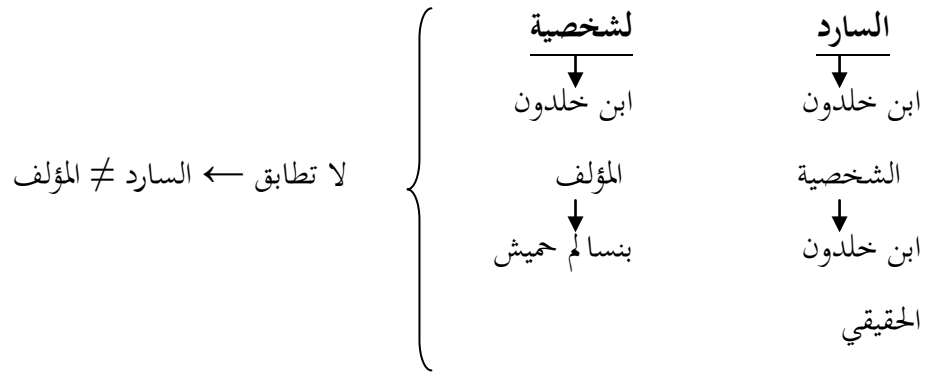 السارد لشخصية
ابن خلدون ابن خلدون
الشخصية المؤلف لا تطابق ← السارد ≠ المؤلف
ابن خلدون بنسالم حميش
الحقيقي